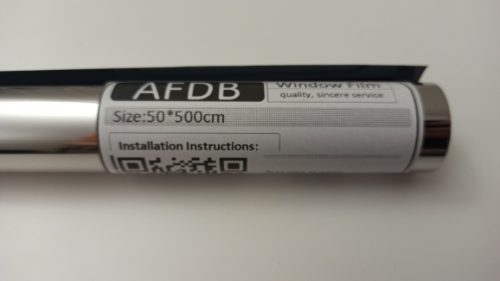 AFDB
Window Film
quality, sincere service
Size:50*500cm
Installation Instructions: